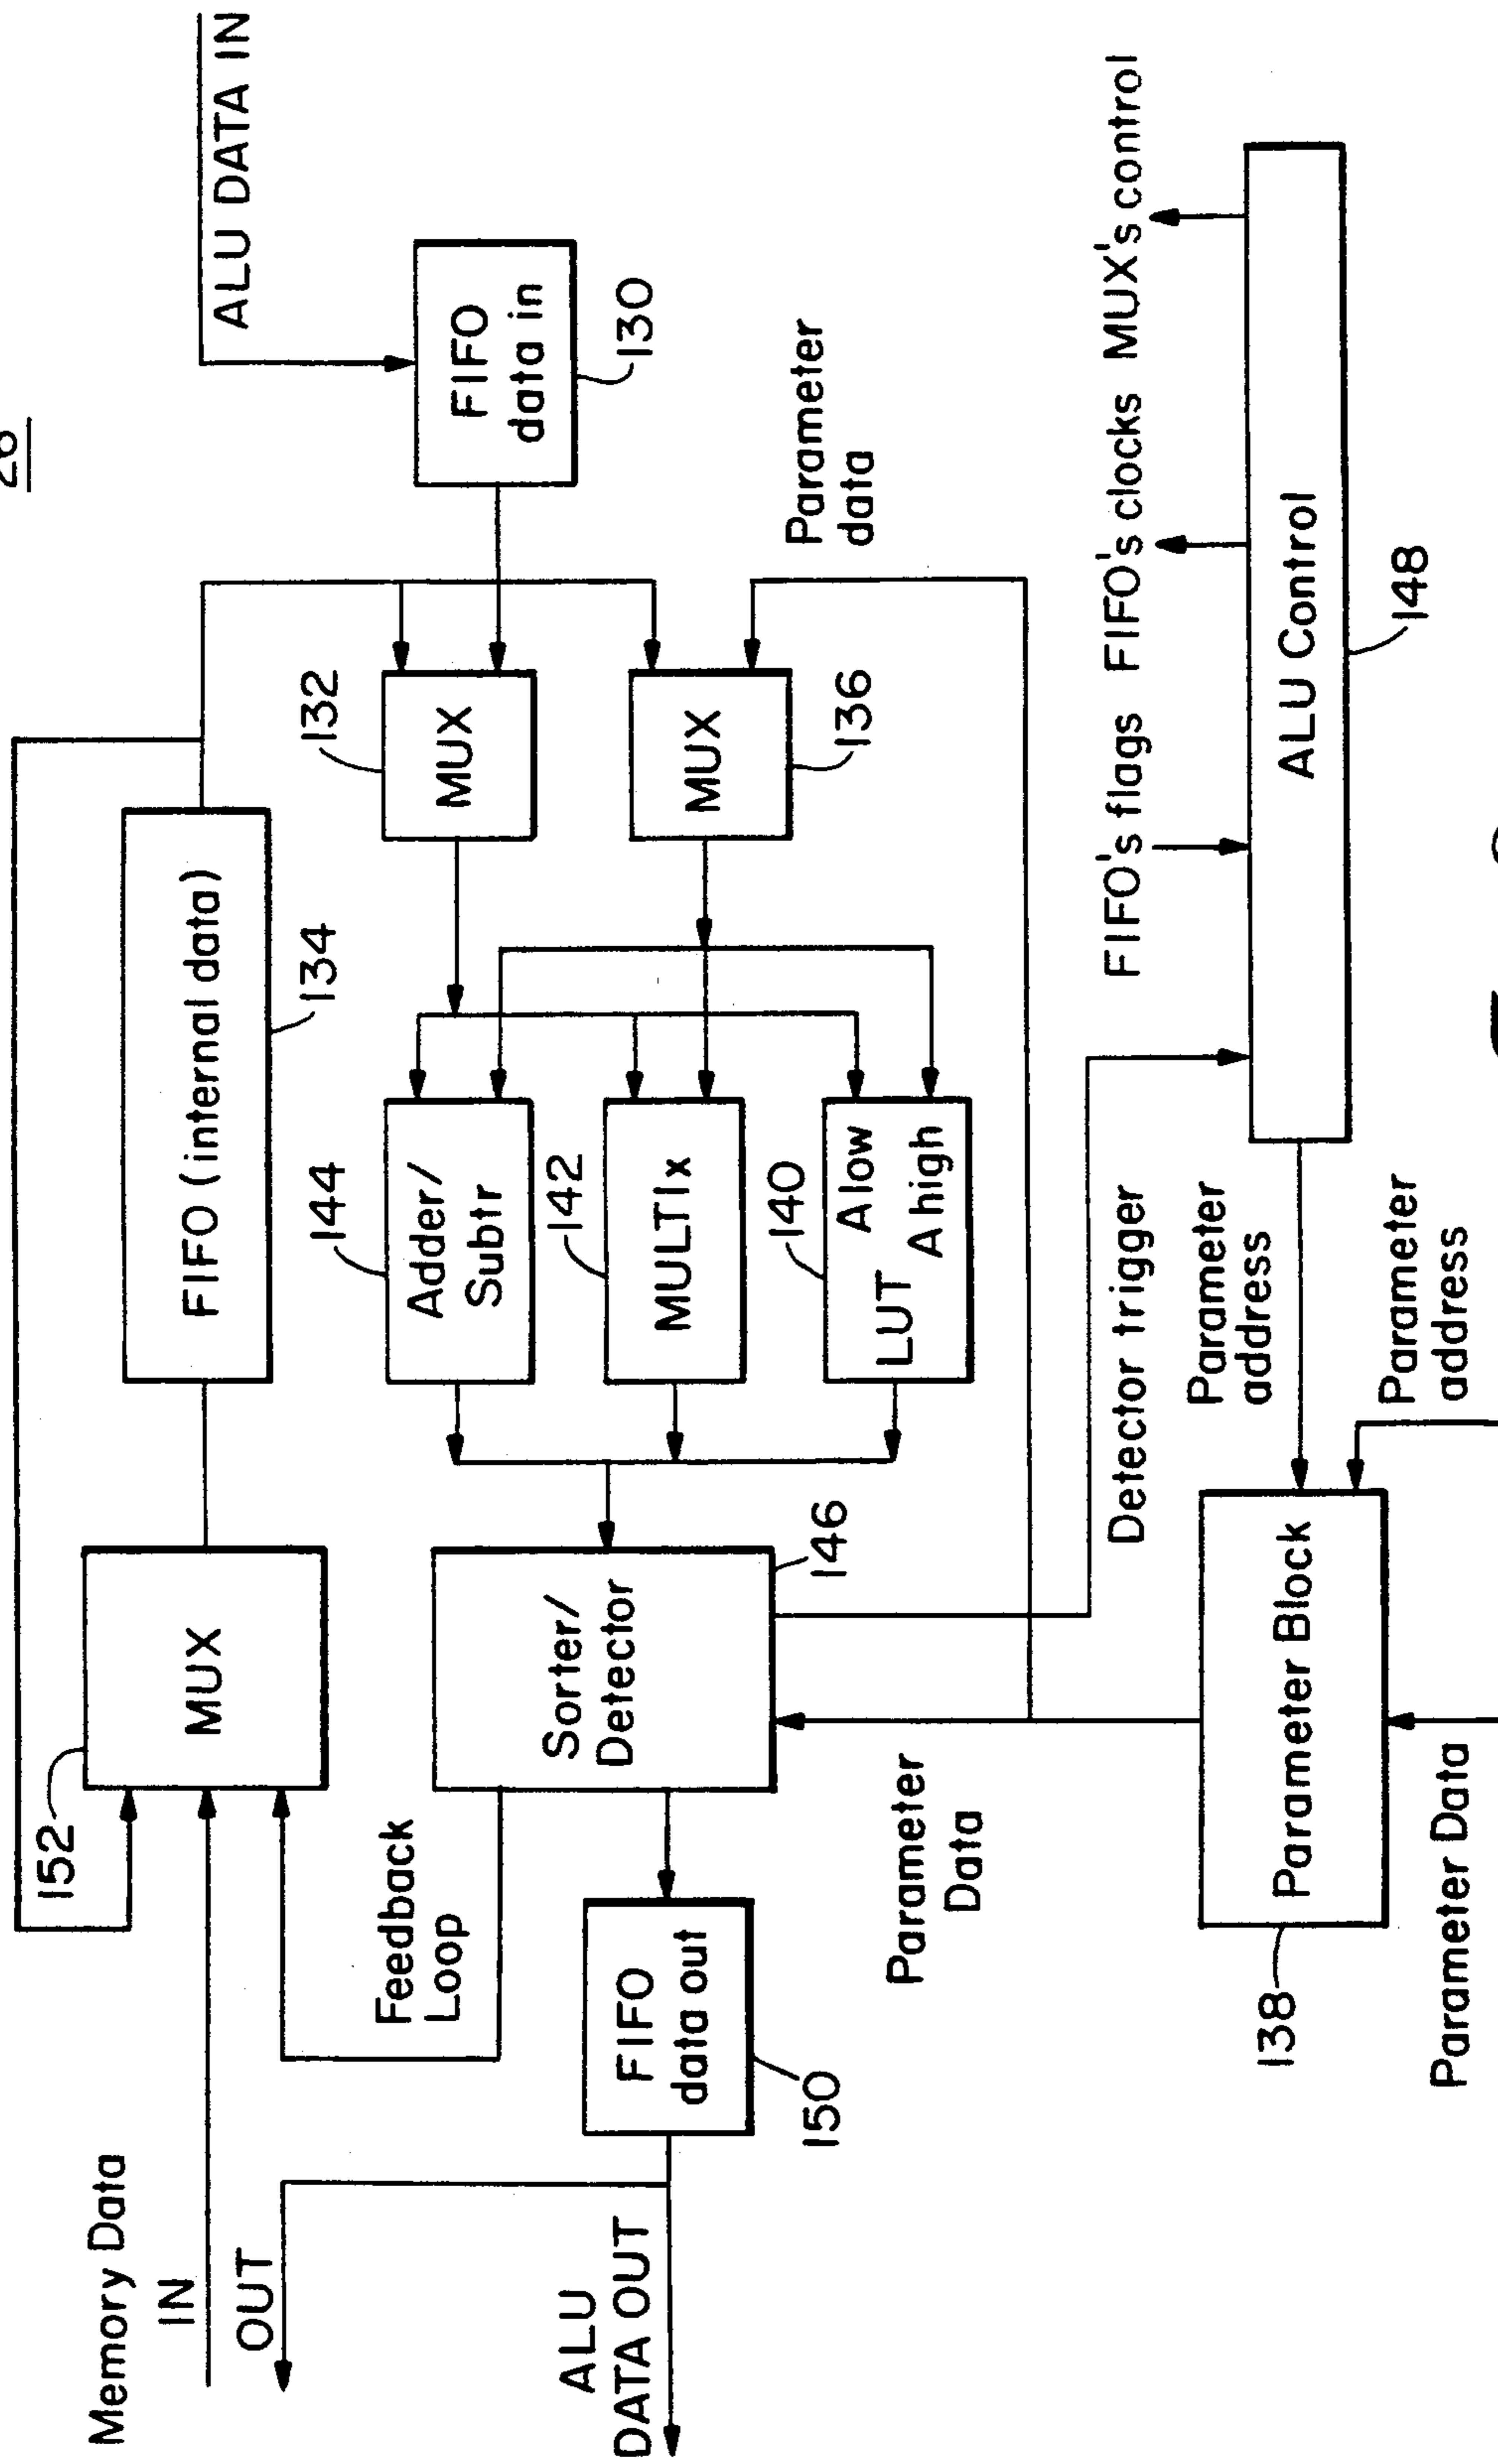 152
Memory Data
IN
OUT
MUX
FIFO (internal data)
134
ALU DATA IN
Feedback
Loop
144
Adder/
Subtr
132
MUX
FIFO
data in
130
ALU
DATA OUT
FIFO
data out
150
Sorter/
Detector
146
142
MULTIx
140
LUT
A low
A high
MUX
136
Parameter
data
Parameter
Data
Detector trigger
FIFO's flags
FIFO's clocks
MUX's control
Parameter
address
ALU Control
148
138
Parameter Block
Parameter
address
Parameter Data